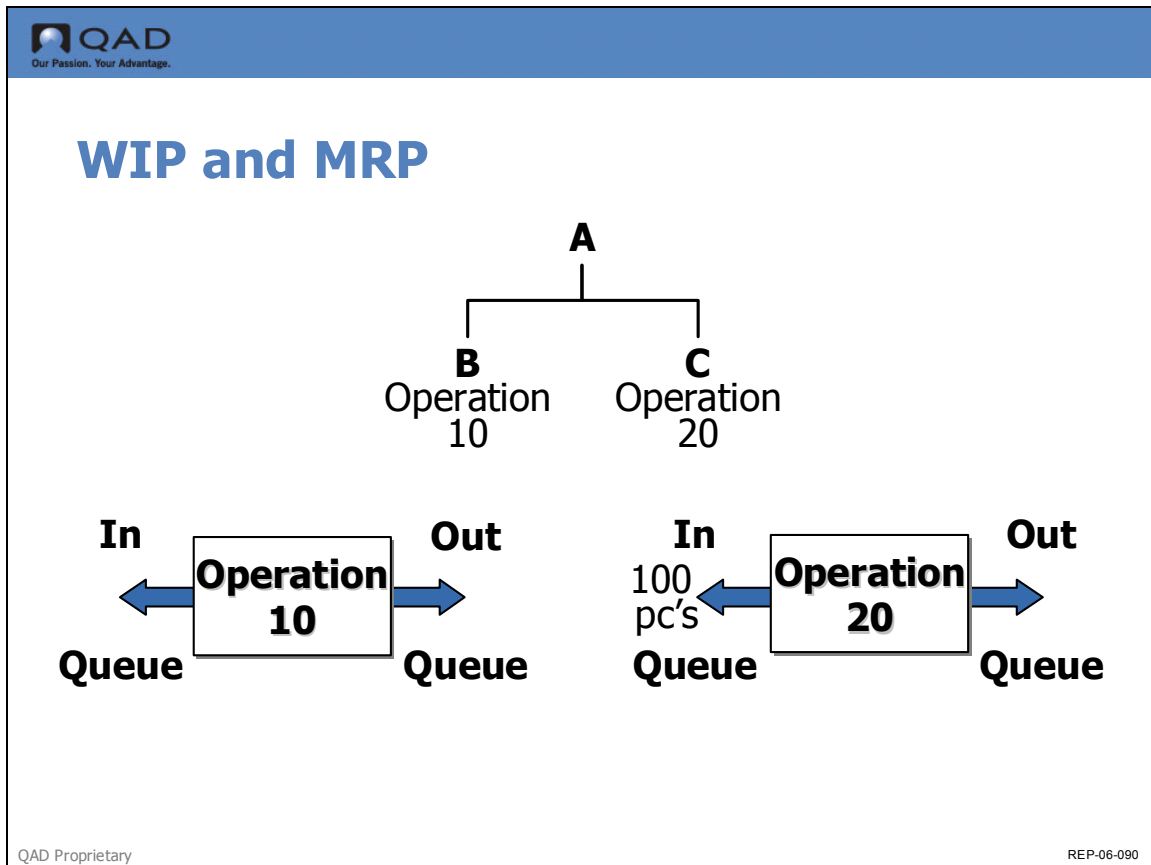 QAD
Our Passion. Your Advantage.
WIP and MRP
A
B
Operation
10
C
Operation
20
In
Operation
10
Out
Queue
Queue
In
100
pc's
Operation
20
Out
Queue
Queue
QAD Proprietary
REP-06-090